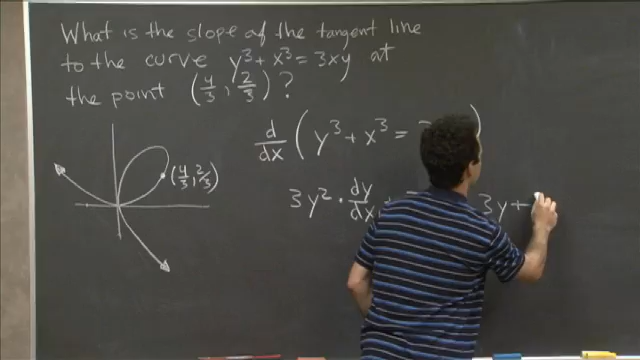 What is the slope of the tangent line
to the curve y³ + x³ = 3xy at
the point (4/3, 2/3)?
d/dx ( y³ + x³ = )
(4/3, 2/3)
3y² · dy/dx + 3y +